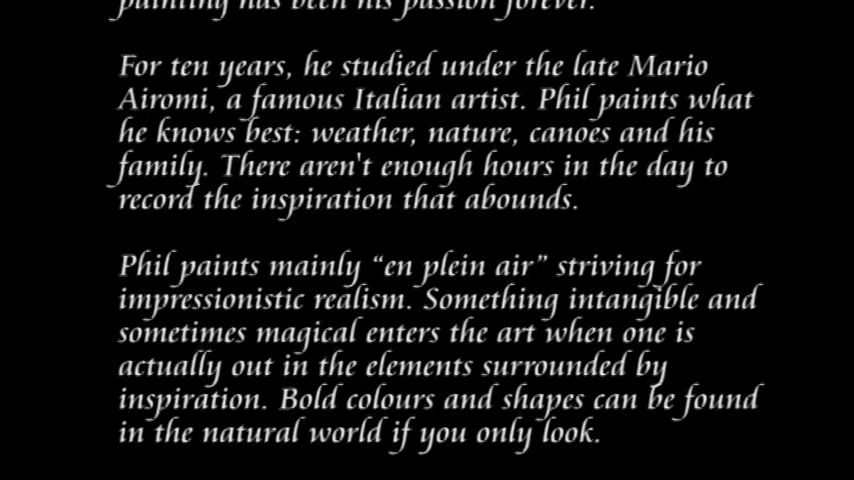 painting has been his passion forever.
For ten years, he studied under the late Mario
Airomi, a famous Italian artist. Phil paints what
he knows best: weather, nature, canoes and his
family. There aren't enough hours in the day to
record the inspiration that abounds.
Phil paints mainly “en plein air” striving for
impressionistic realism. Something intangible and
sometimes magical enters the art when one is
actually out in the elements surrounded by
inspiration. Bold colours and shapes can be found
in the natural world if you only look.